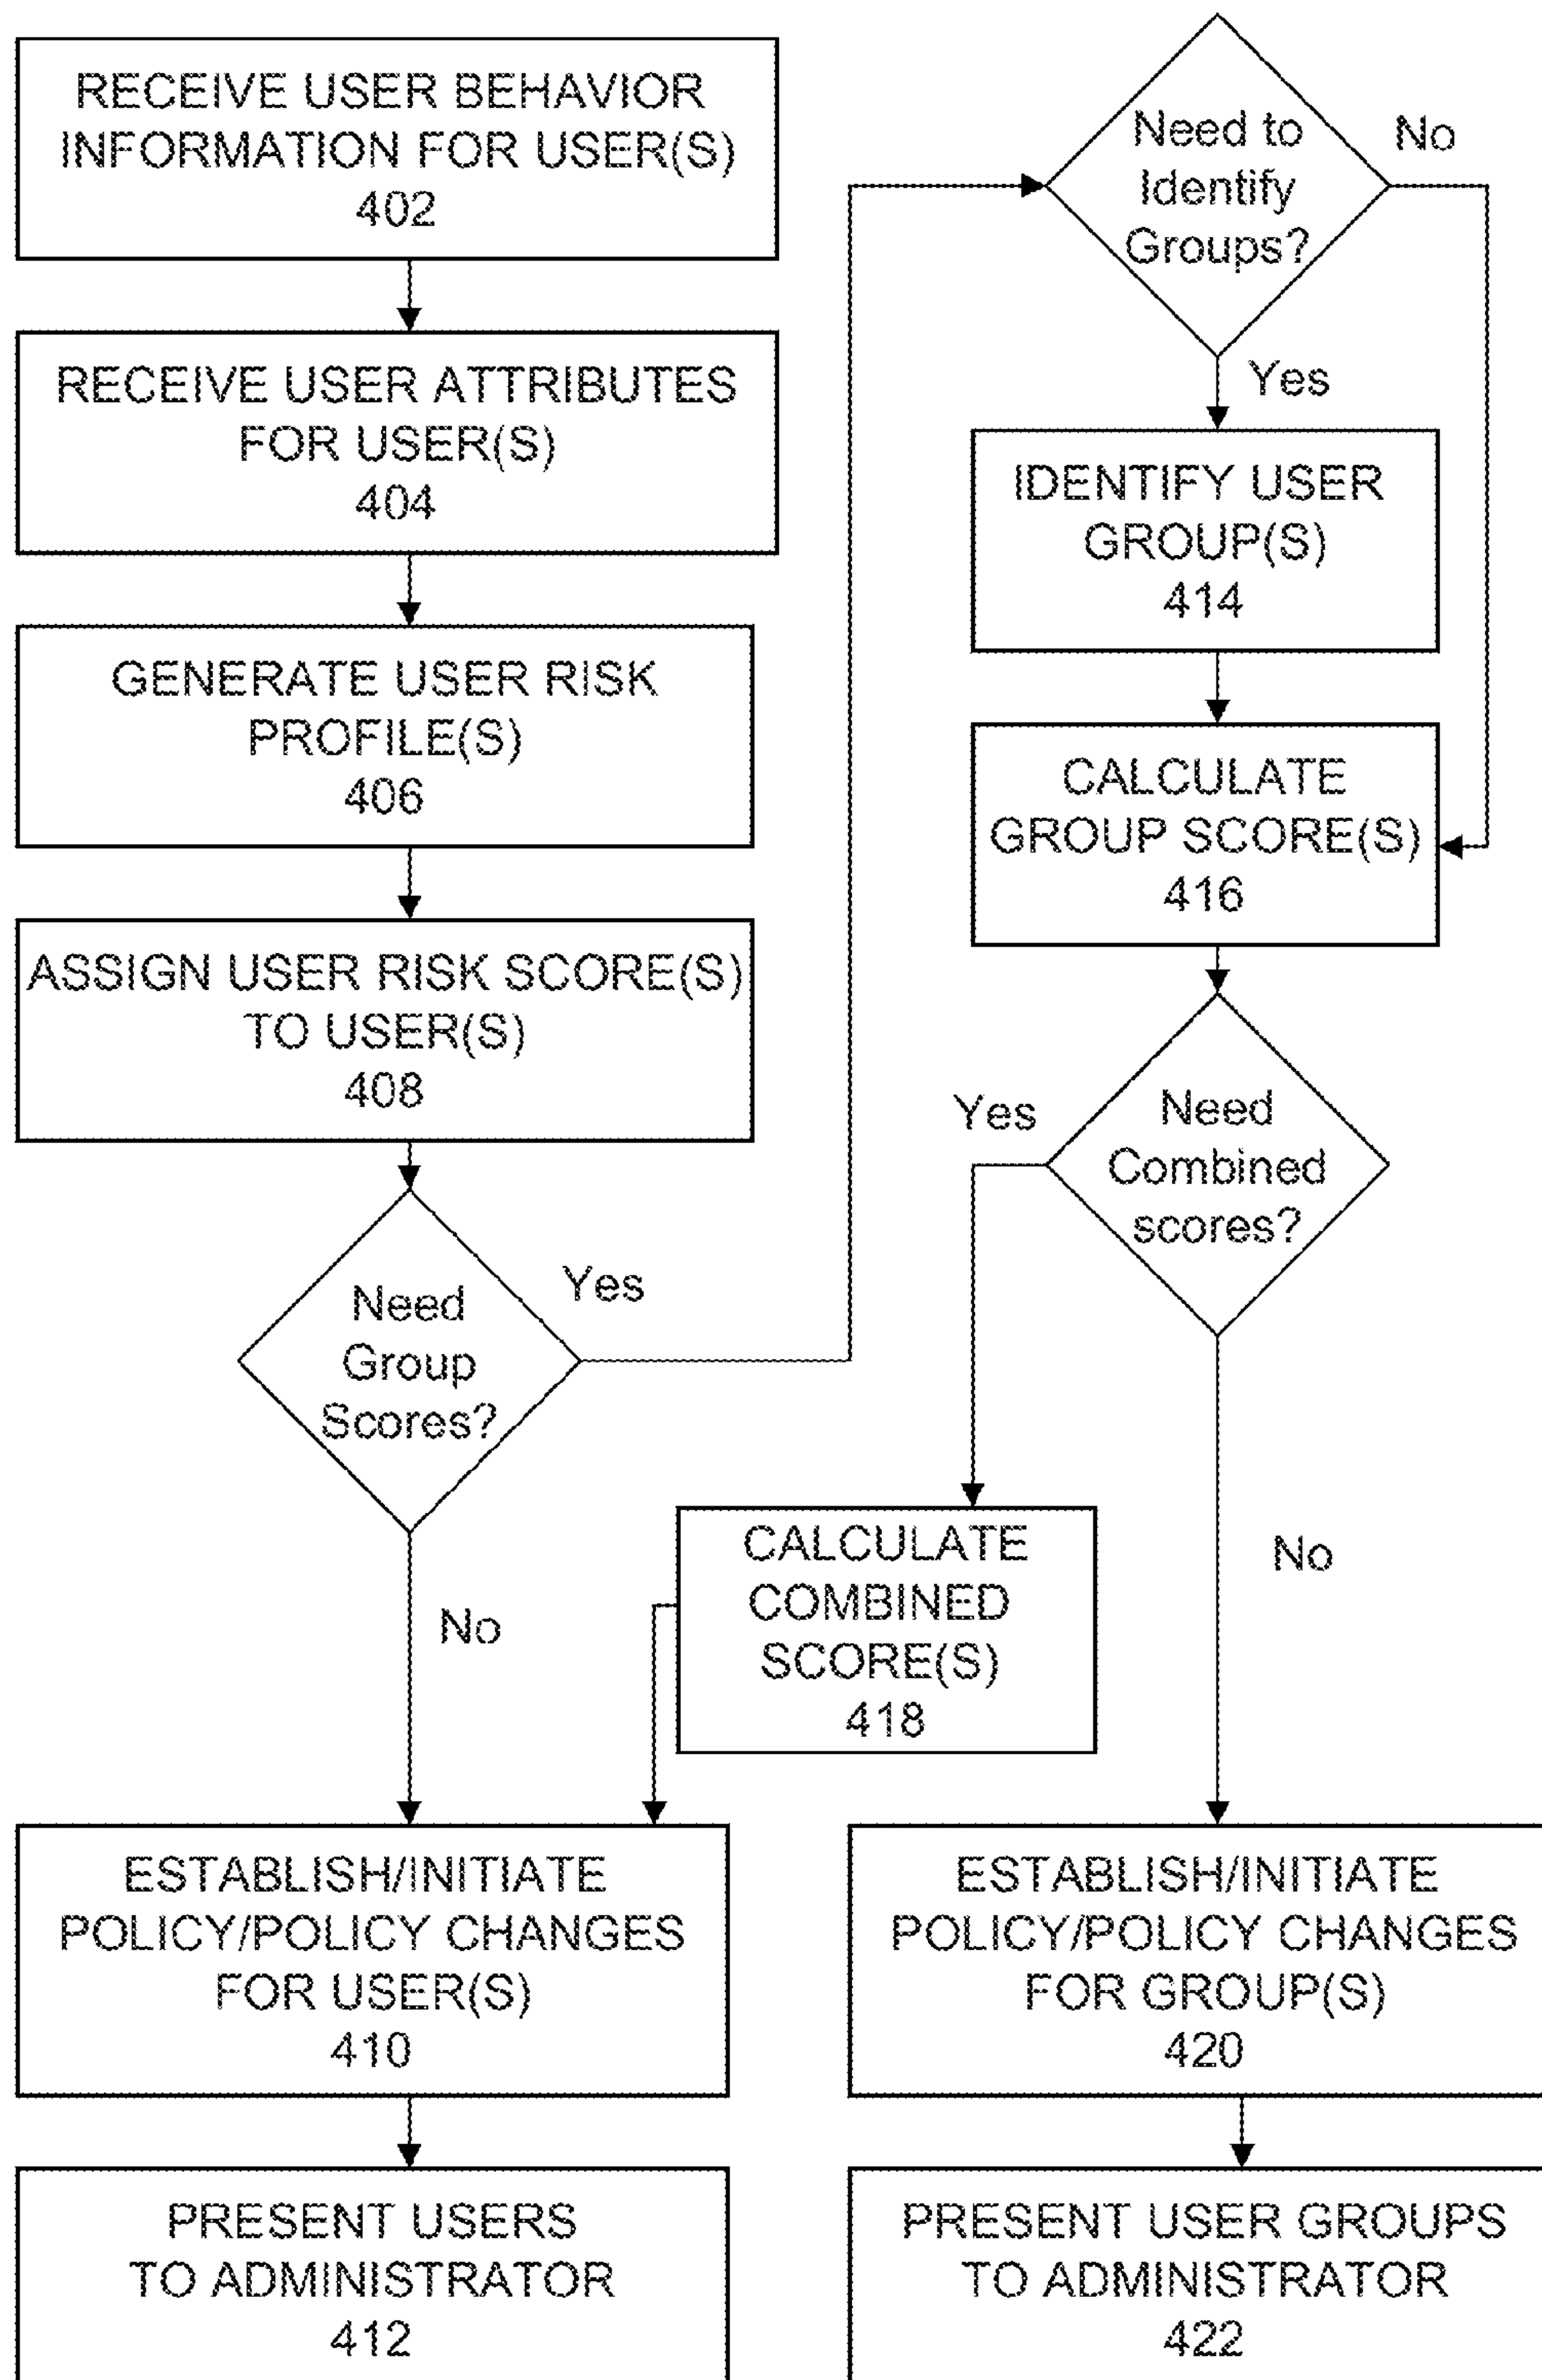 RECEIVE USER BEHAVIOR
INFORMATION FOR USER(S)
402
RECEIVE USER ATTRIBUTES
FOR USER(S)
404
GENERATE USER RISK
PROFILE(S)
406
ASSIGN USER RISK SCORE(S)
TO USER(S)
408
Need
Group
Scores?
Yes
No
Need to
Identify
Groups?
No
Yes
IDENTIFY USER
GROUP(S)
414
CALCULATE
GROUP SCORE(S)
416
Need
Combined
scores?
Yes
No
CALCULATE
COMBINED
SCORE(S)
418
ESTABLISH/INITIATE
POLICY/POLICY CHANGES
FOR USER(S)
410
PRESENT USERS
TO ADMINISTRATOR
412
ESTABLISH/INITIATE
POLICY/POLICY CHANGES
FOR GROUP(S)
420
PRESENT USER GROUPS
TO ADMINISTRATOR
422